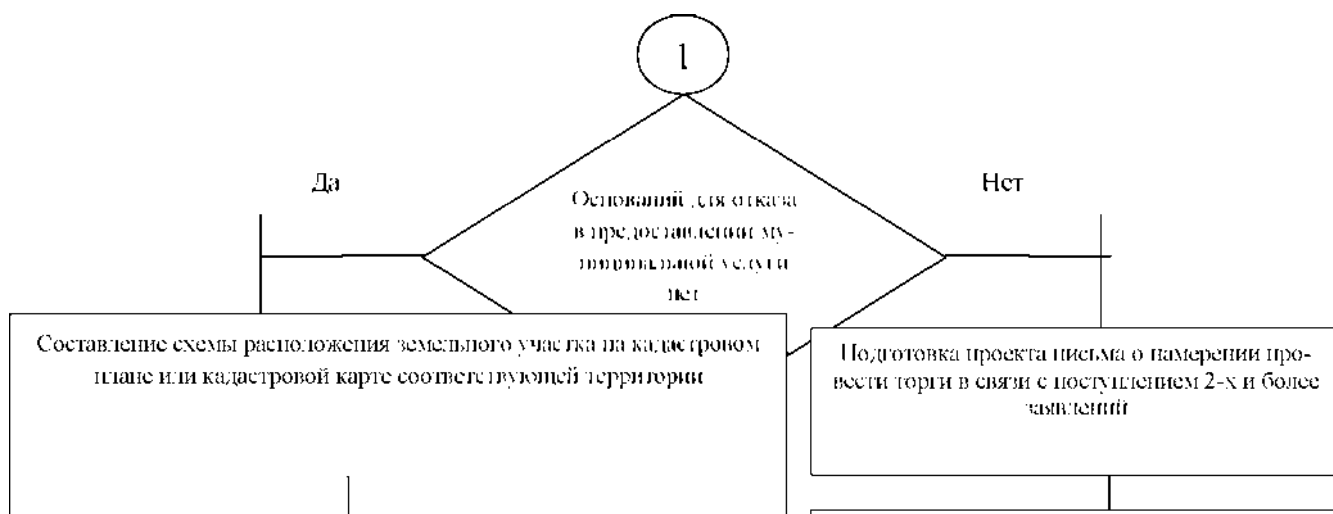 1
Да
Нет
Оснований для отказа
в предоставлении му-
ниципальной услуги
нет
Составление схемы расположения земельного участка на кадастровом
плане или кадастровой карте соответствующей территории
Подготовка проекта письма о намерении про-
вести торги в связи с поступлением 2-х и более
заявлений